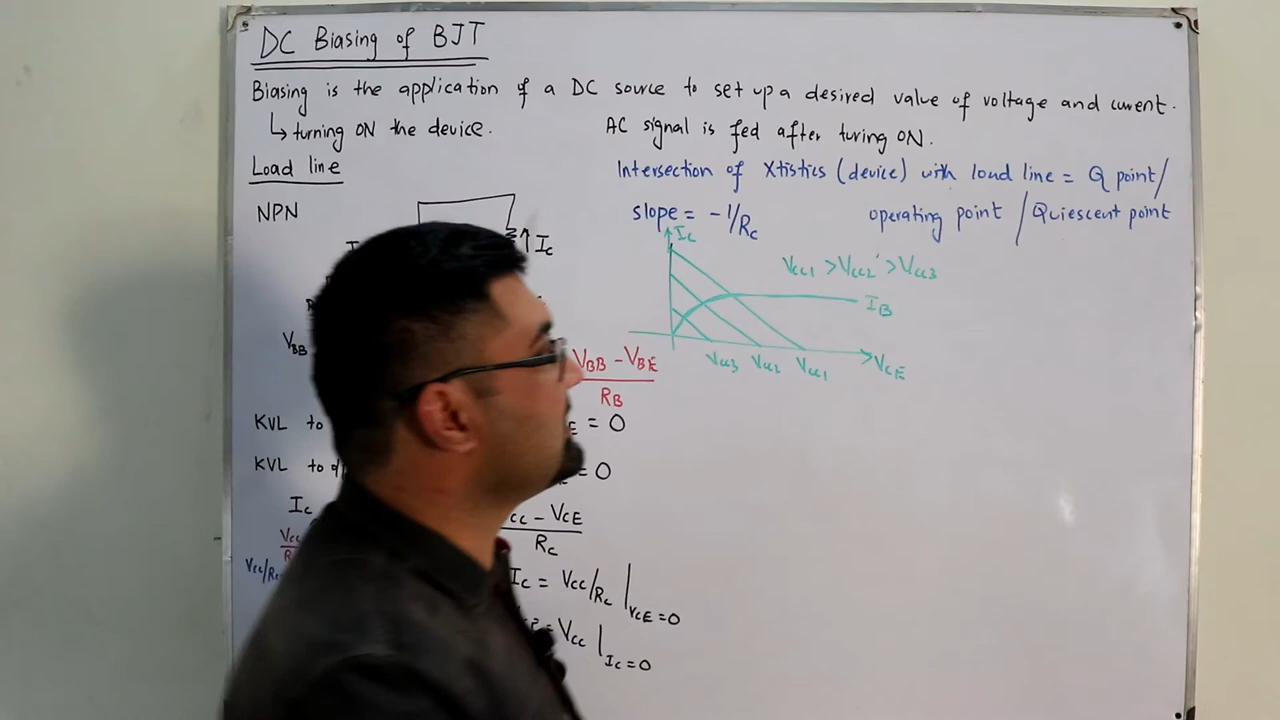 DC Biasing of BJT
Biasing is the application of a DC source to set up a desired value of voltage and current.
↳ turning ON the device.
AC signal is fed after turing ON.
Load line
Intersection of Xtistics (device) with load line = Q point/
operating point / Quiescent point
NPN
slope = -1/Rc
Ic
Ic
Vcc1 > Vcc2 > Vcc3
IB
VBB
Vcc3 Vcc2 Vcc1
VCE
VBB - VBE
RB
KVL to
= 0
KVL to
= 0
Ic
cc - VCE
Rc
Vcc
Vcc/Rc
Ic = Vcc/Rc | VCE = 0
= Vcc | Ic = 0